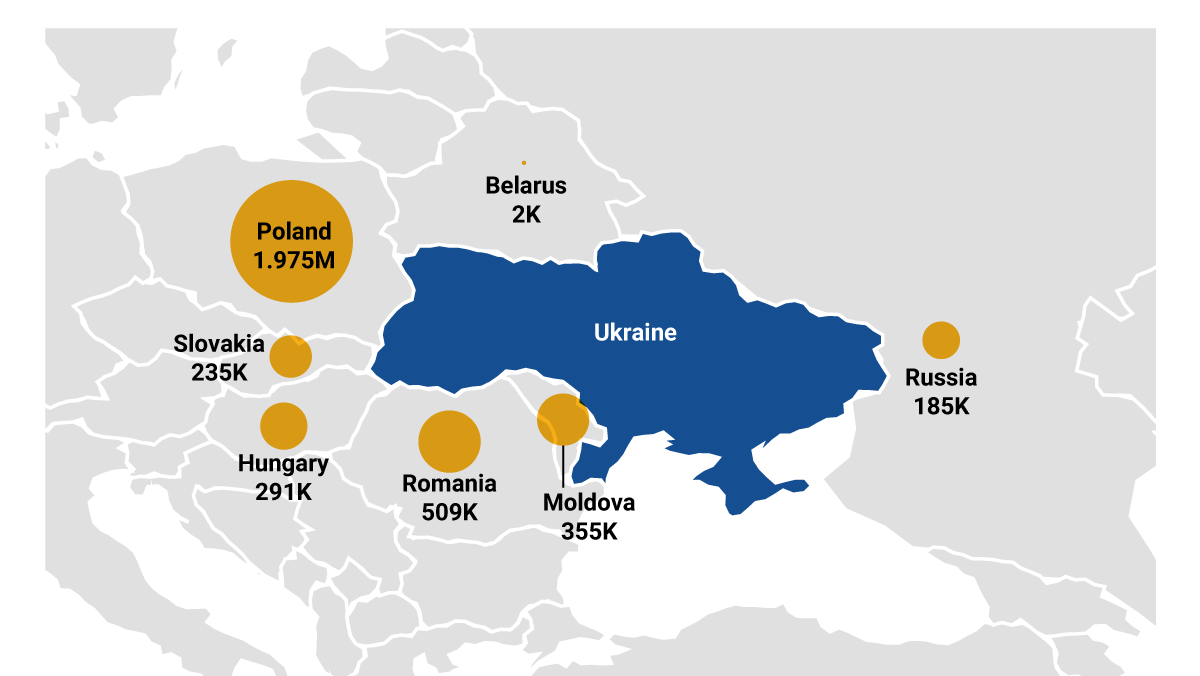 Belarus
2K
Poland
1.975M
Ukraine
Slovakia
235K
Russia
185K
Hungary
291K
Romania
509K
Moldova
355K